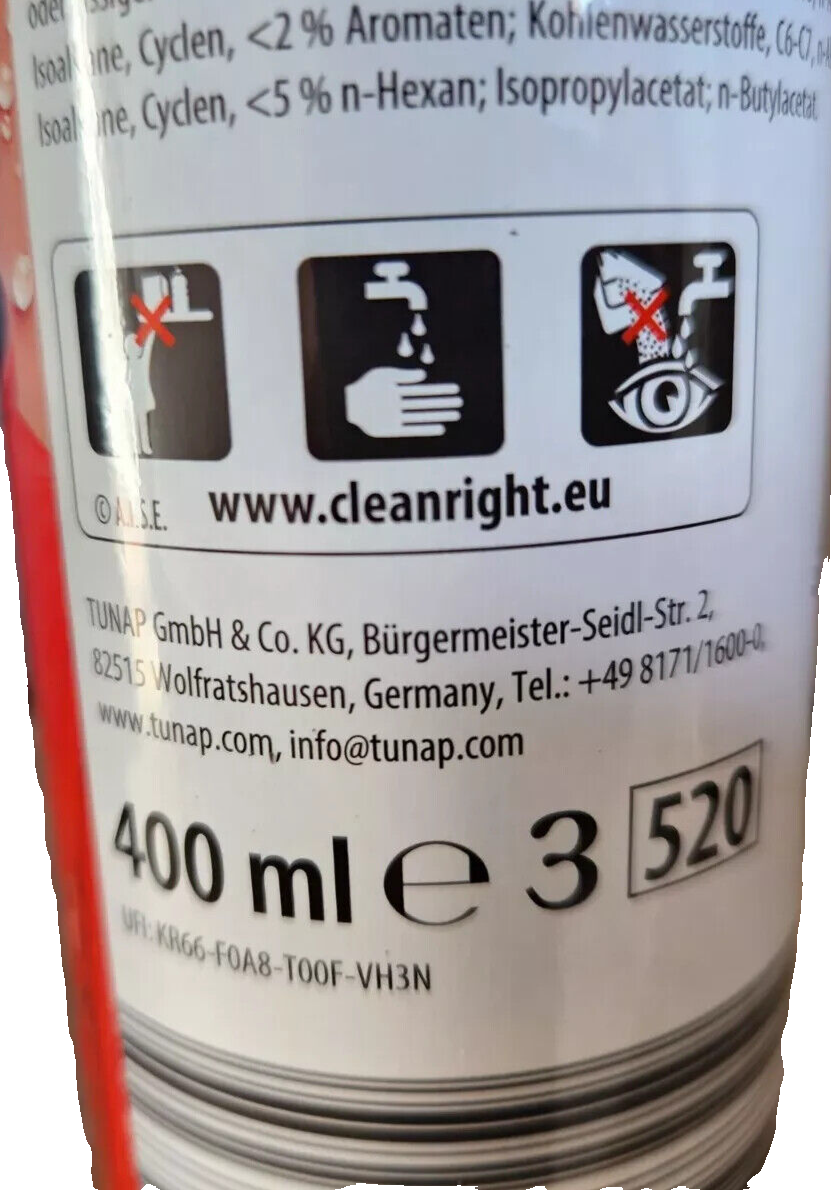 oder
Isoalkane, Cyclen, <2 % Aromaten; Kohlenwasserstoffe, C6-C7,
Isoalkane, Cyclen, <5 % n-Hexan; Isopropylacetat; n-Butylacetat
© A.I.S.E. www.cleanright.eu
TUNAP GmbH & Co. KG, Bürgermeister-Seidl-Str. 2,
82515 Wolfratshausen, Germany, Tel.: +49 8171/1600-0,
www.tunap.com, info@tunap.com
400 ml e 3 520
UFI: KR66-F0A8-T00F-VH3N